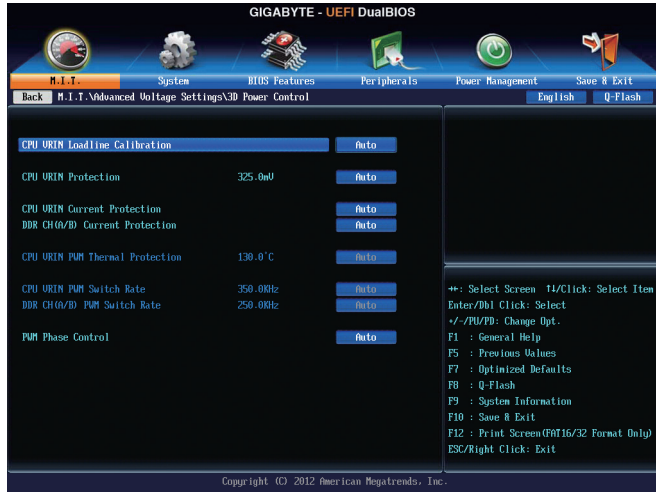 GIGABYTE - UEFI DualBIOS
M.I.T. System BIOS Features Peripherals Power Management Save & Exit
Back M.I.T.\Advanced Voltage Settings\3D Power Control English Q-Flash
CPU VRIN Loadline Calibration Auto
CPU VRIN Protection 325.0mV Auto
CPU VRIN Current Protection Auto
DDR CH(A/B) Current Protection Auto
CPU VRIN PWM Thermal Protection 130.0°C Auto
CPU VRIN PWM Switch Rate 350.0KHz Auto
DDR CH(A/B) PWM Switch Rate 250.0KHz Auto
PWM Phase Control Auto
→←: Select Screen ↑↓/Click: Select Item
Enter/Dbl Click: Select
+/-/PU/PD: Change Opt.
F1 : General Help
F5 : Previous Values
F7 : Optimized Defaults
F8 : Q-Flash
F9 : System Information
F10 : Save & Exit
F12 : Print Screen(FAT16/32 Format Only)
ESC/Right Click: Exit
Copyright (C) 2012 American Megatrends, Inc.